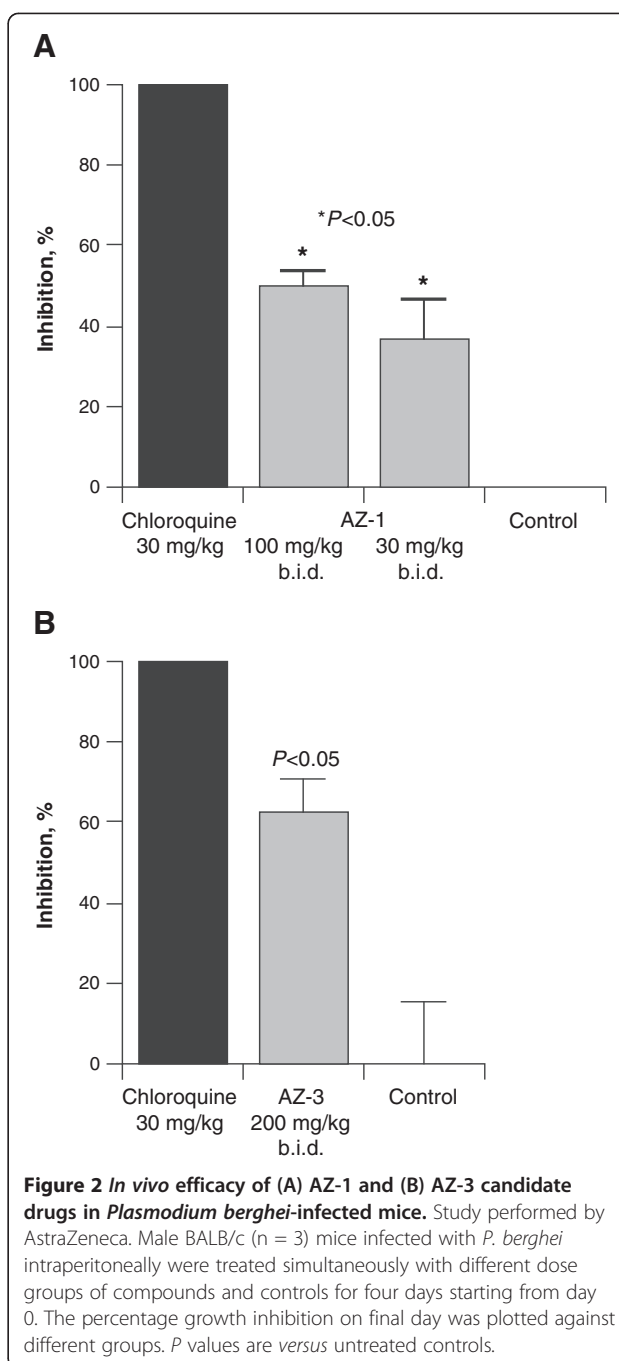 A
100
80
60
40
20
0
Inhibition, %
*P<0.05
*
*
Chloroquine
30 mg/kg
AZ-1
100 mg/kg
b.i.d.
30 mg/kg
b.i.d.
Control
B
100
80
60
40
20
0
Inhibition, %
P<0.05
Chloroquine
30 mg/kg
AZ-3
200 mg/kg
b.i.d.
Control
Figure 2 In vivo efficacy of (A) AZ-1 and (B) AZ-3 candidate
drugs in Plasmodium berghei-infected mice. Study performed by
AstraZeneca. Male BALB/c (n = 3) mice infected with P. berghei
intraperitoneally were treated simultaneously with different dose
groups of compounds and controls for four days starting from day
0. The percentage growth inhibition on final day was plotted against
different groups. P values are versus untreated controls.